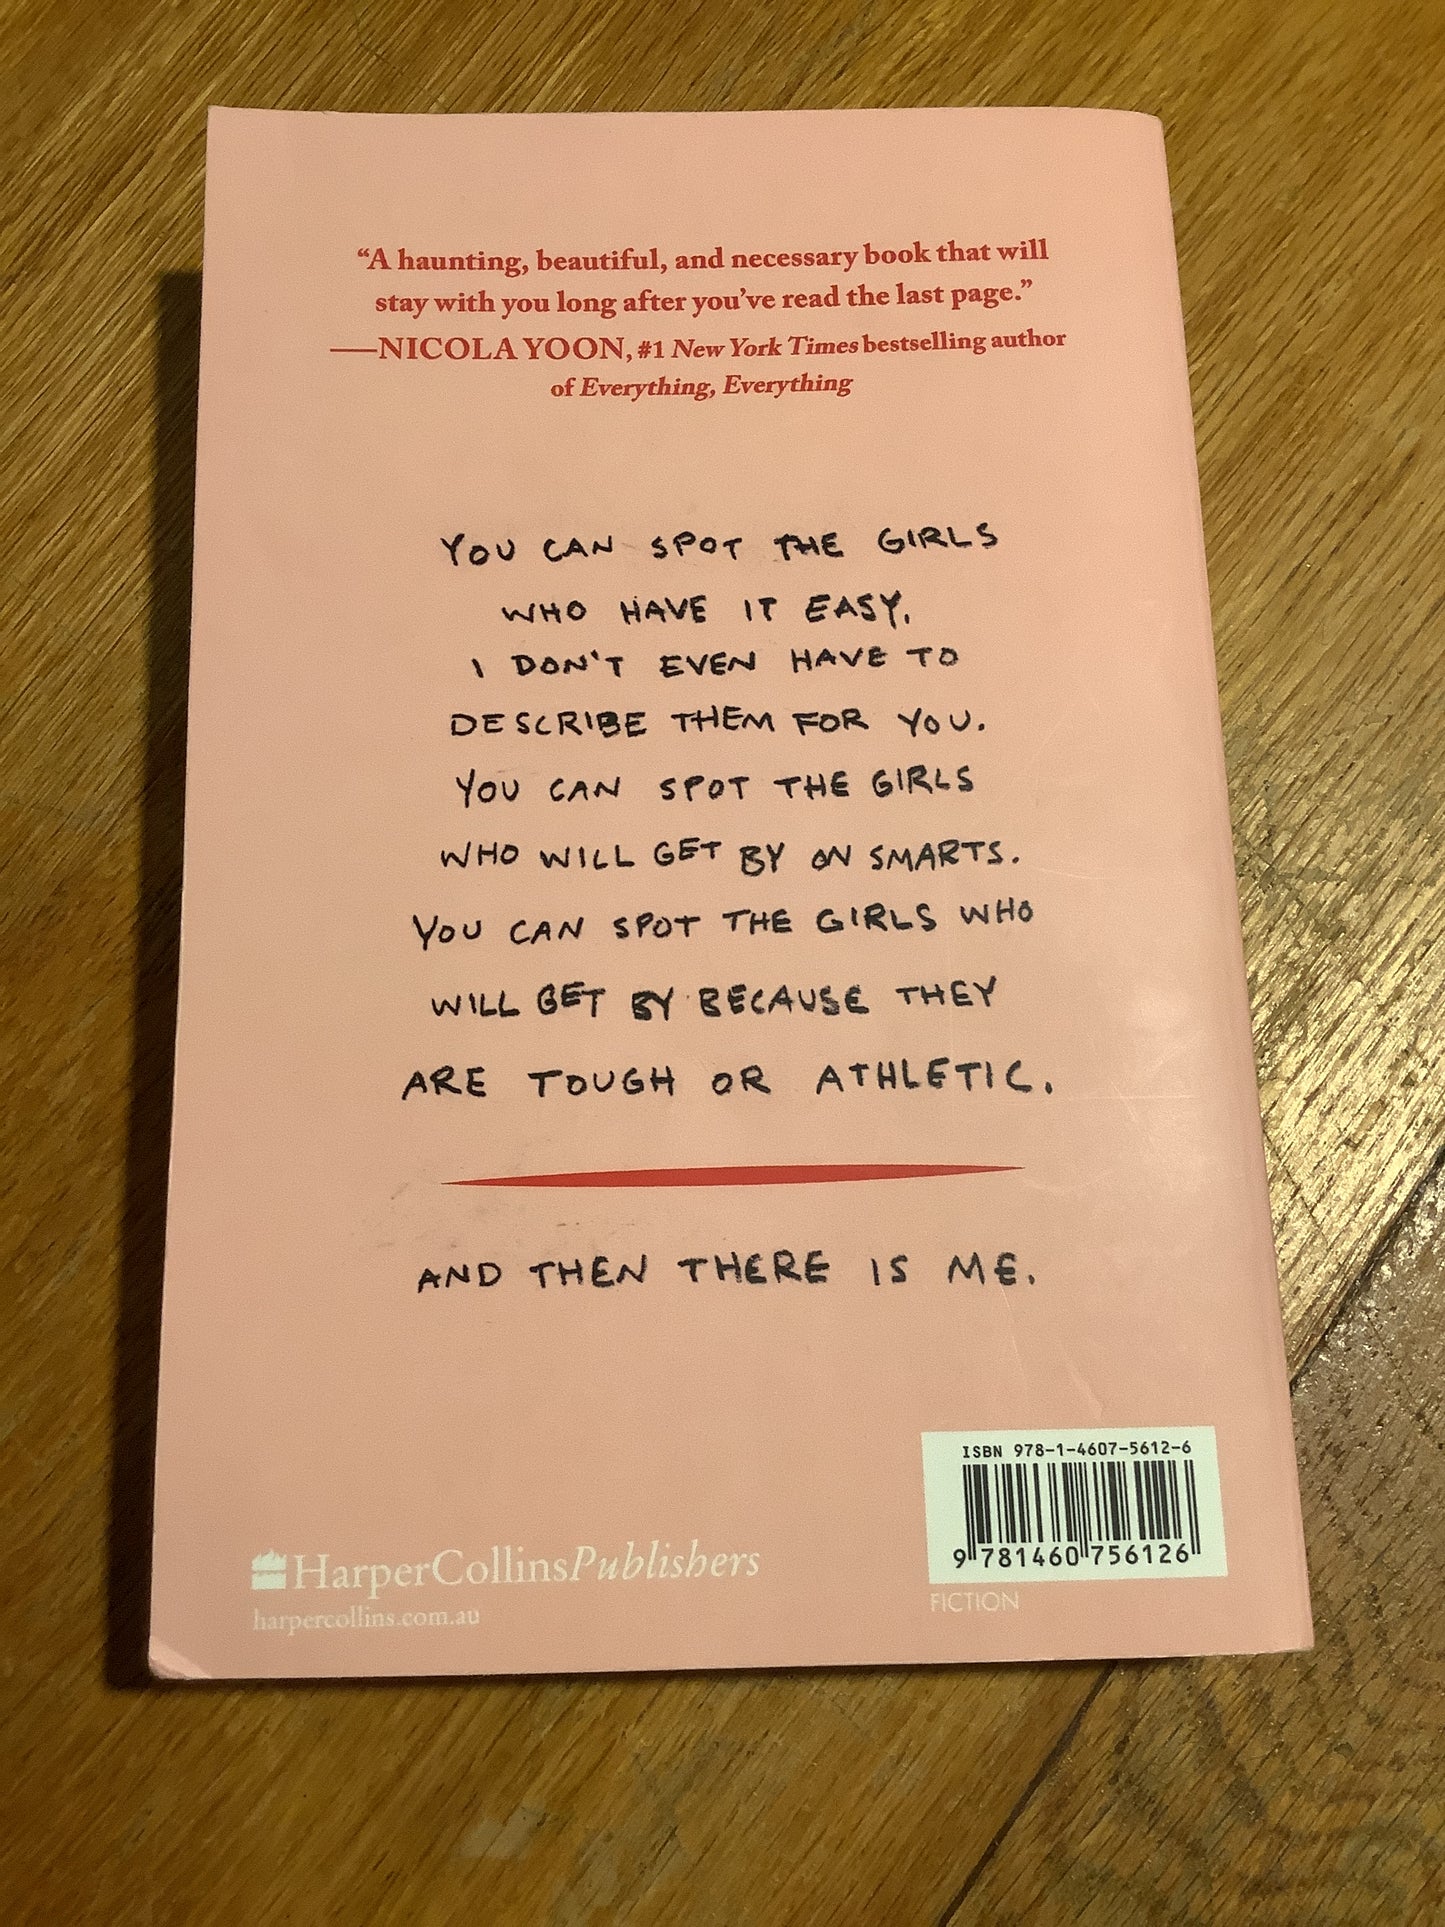 “A haunting, beautiful, and necessary book that will
stay with you long after you’ve read the last page.”
—NICOLA YOON, #1 New York Times bestselling author
of Everything, Everything
YOU CAN SPOT THE GIRLS
WHO HAVE IT EASY.
I DON'T EVEN HAVE TO
DESCRIBE THEM FOR YOU.
YOU CAN SPOT THE GIRLS
WHO WILL GET BY ON SMARTS.
YOU CAN SPOT THE GIRLS WHO
WILL GET BY BECAUSE THEY
ARE TOUGH OR ATHLETIC.
AND THEN THERE IS ME.
ISBN 978-1-4607-5612-6
9 781460 756126
FICTION
HarperCollinsPublishers
harpercollins.com.au